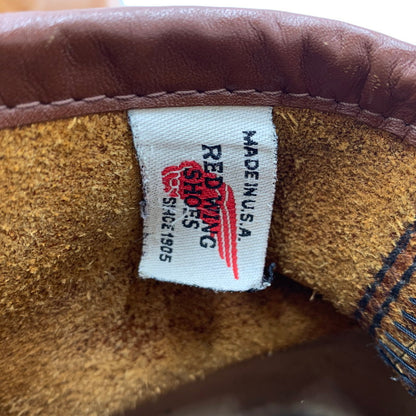 MADE IN U.S.A.
RED WING
SHOES
SINCE 1905